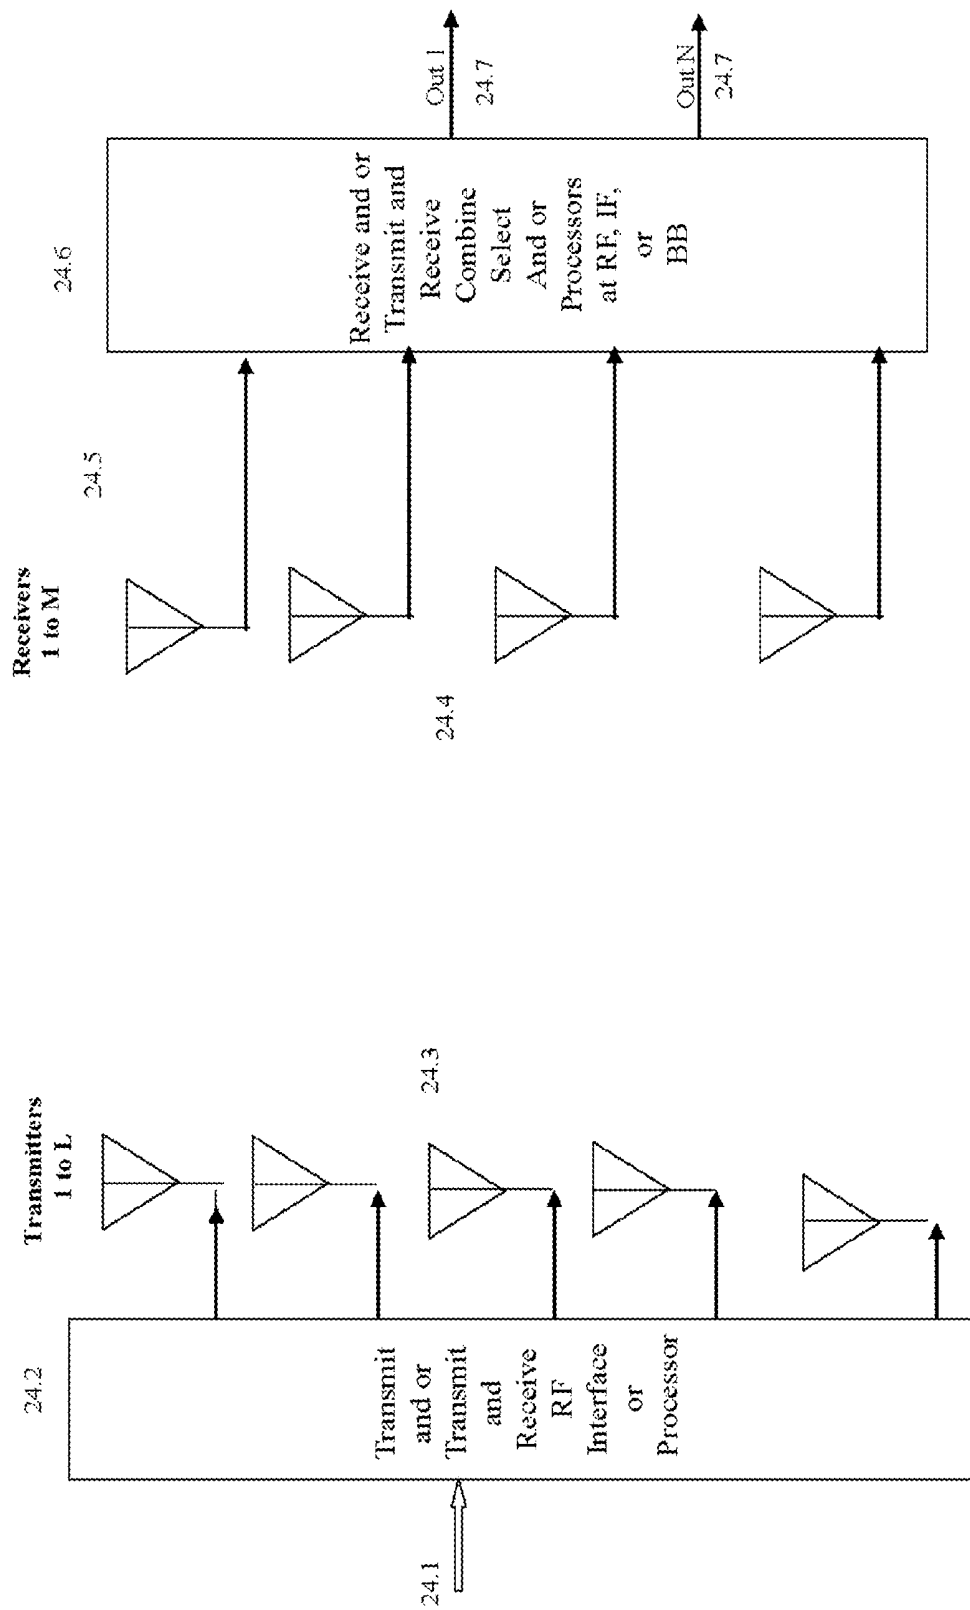 24.1
24.2
Transmit
and or
Transmit
and
Receive
RF
Interface
or
Processor
Transmitters
1 to L
24.3
24.4
Receivers
1 to M
24.5
24.6
Receive and or
Transmit and
Receive
Combine
Select
And or
Processors
at RF, IF,
or
BB
Out 1
24.7
Out N
24.7